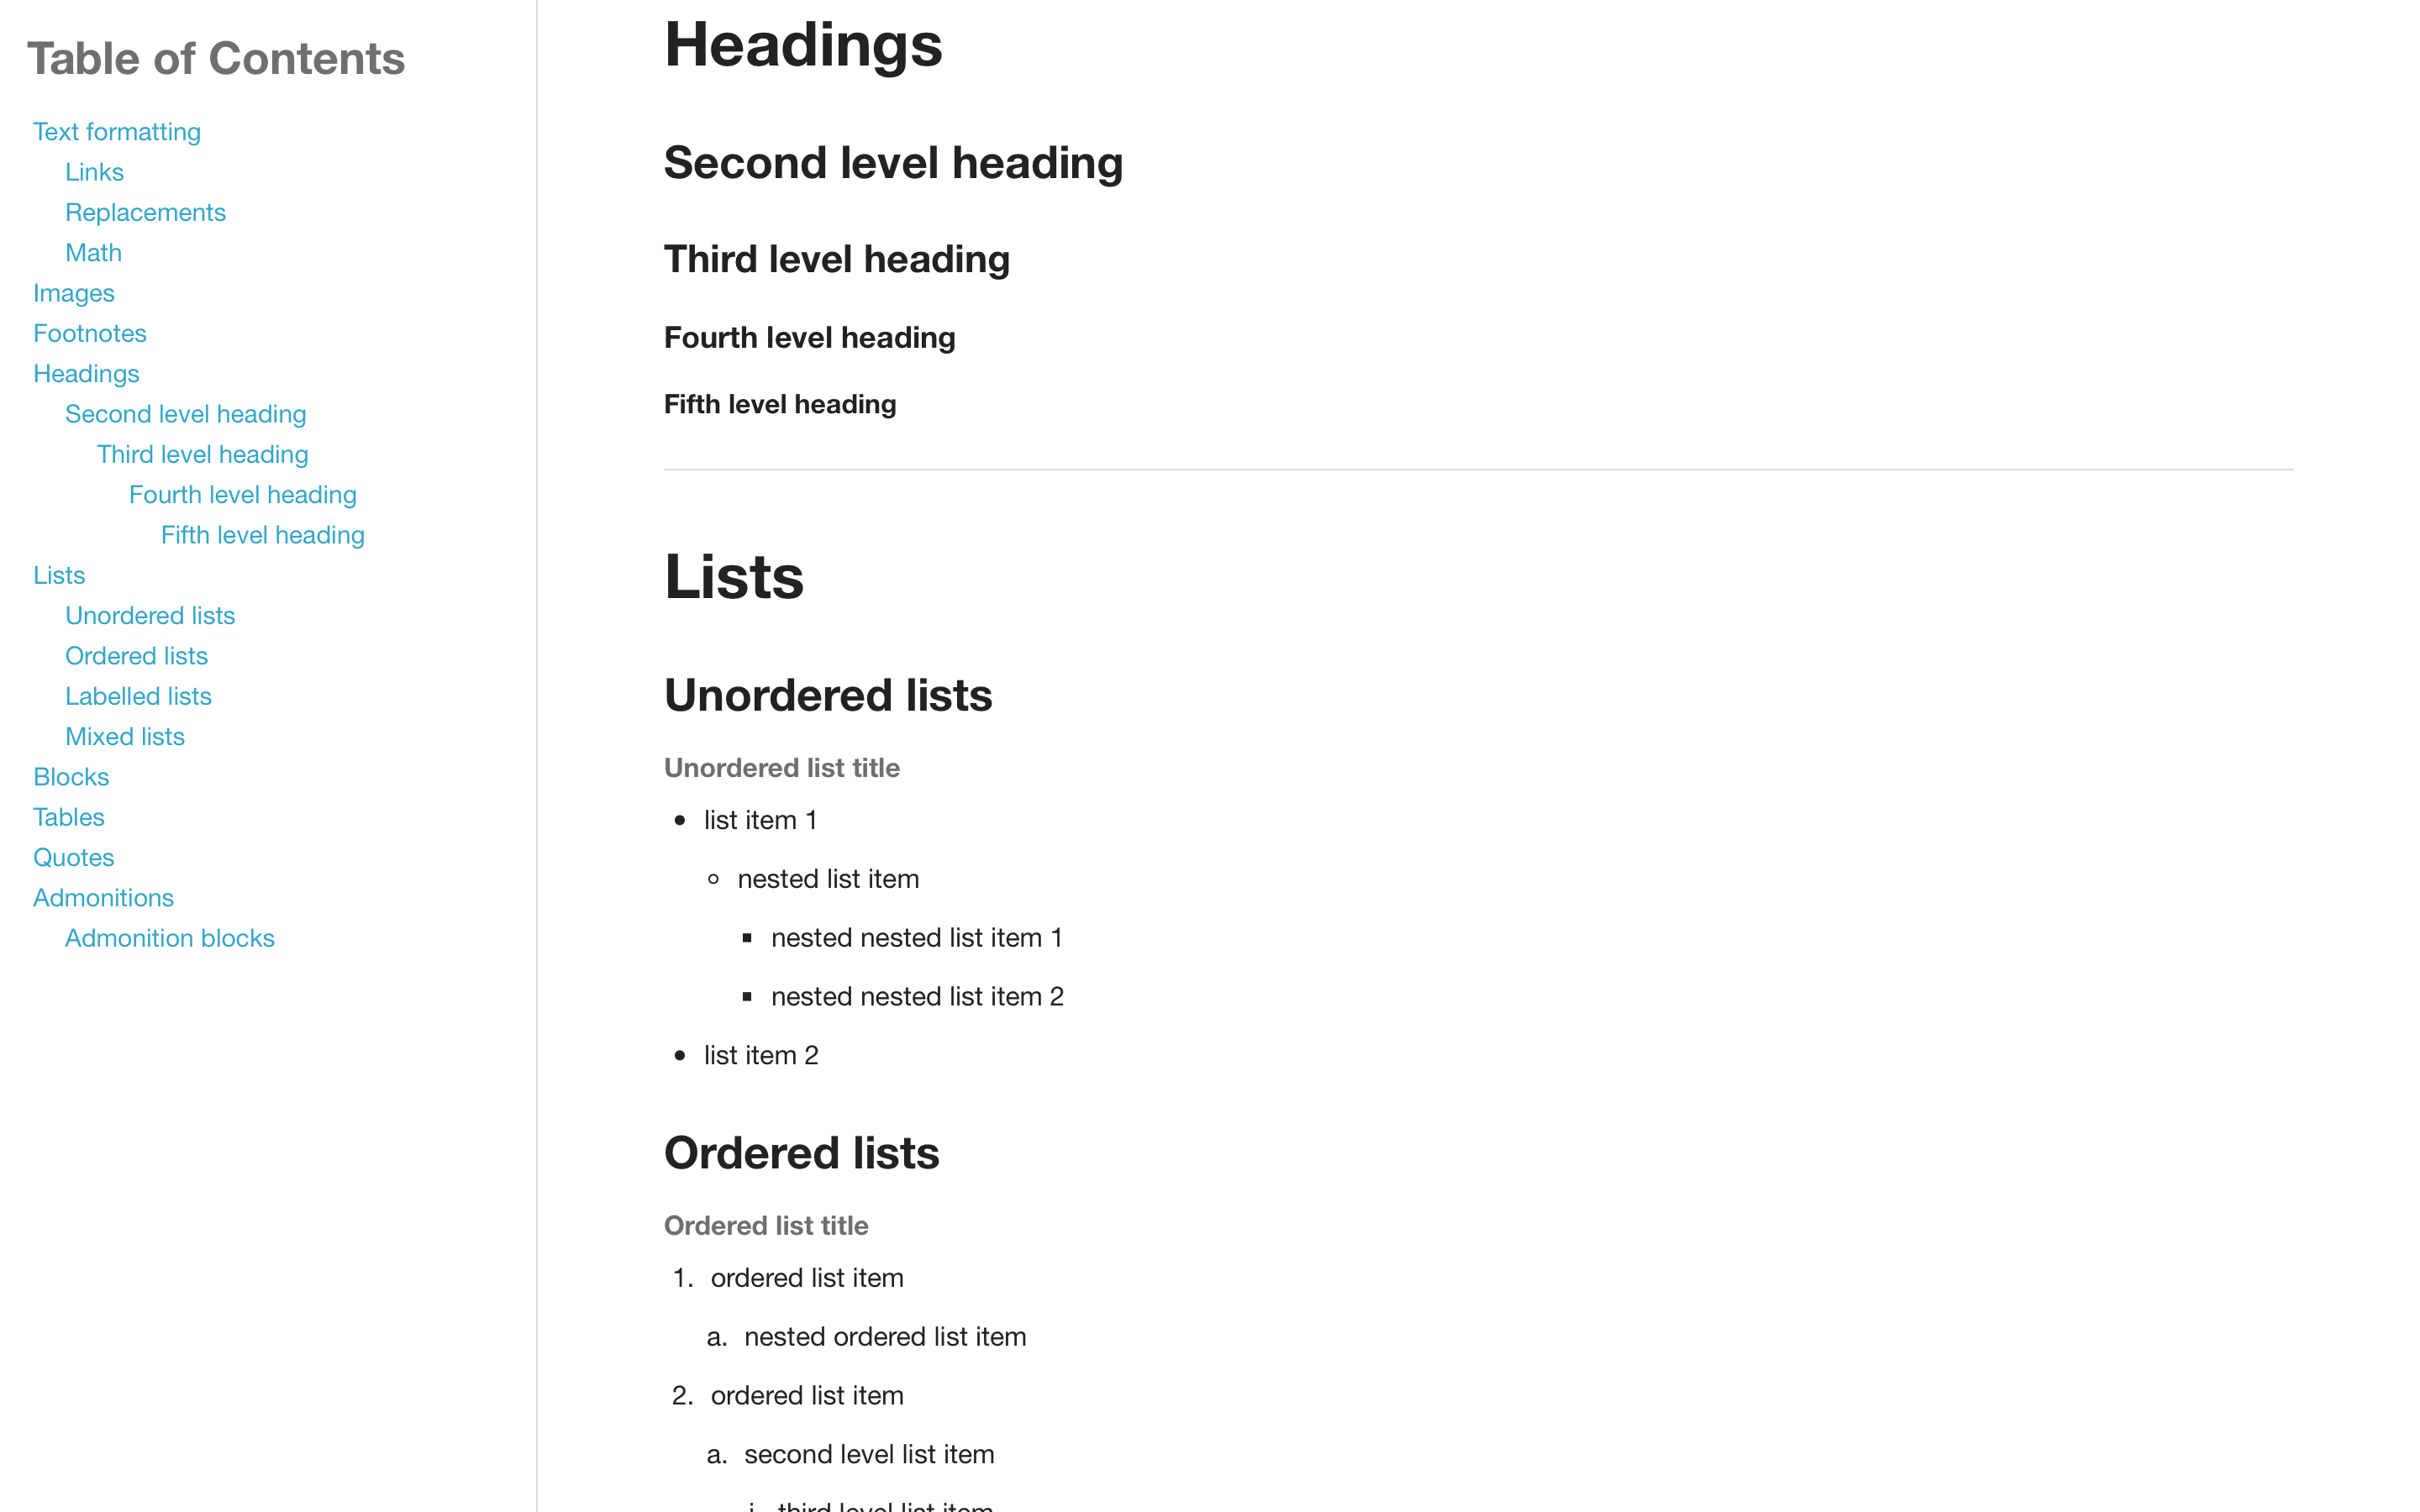 Table of Contents
Text formatting
Links
Replacements
Math
Images
Footnotes
Headings
Second level heading
Third level heading
Fourth level heading
Fifth level heading
Lists
Unordered lists
Ordered lists
Labelled lists
Mixed lists
Blocks
Tables
Quotes
Admonitions
Admonition blocks
Headings
Second level heading
Third level heading
Fourth level heading
Fifth level heading
Lists
Unordered lists
Unordered list title
• list item 1
◦ nested list item
▪ nested nested list item 1
▪ nested nested list item 2
• list item 2
Ordered lists
Ordered list title
1. ordered list item
a. nested ordered list item
2. ordered list item
a. second level list item
i. third level list item